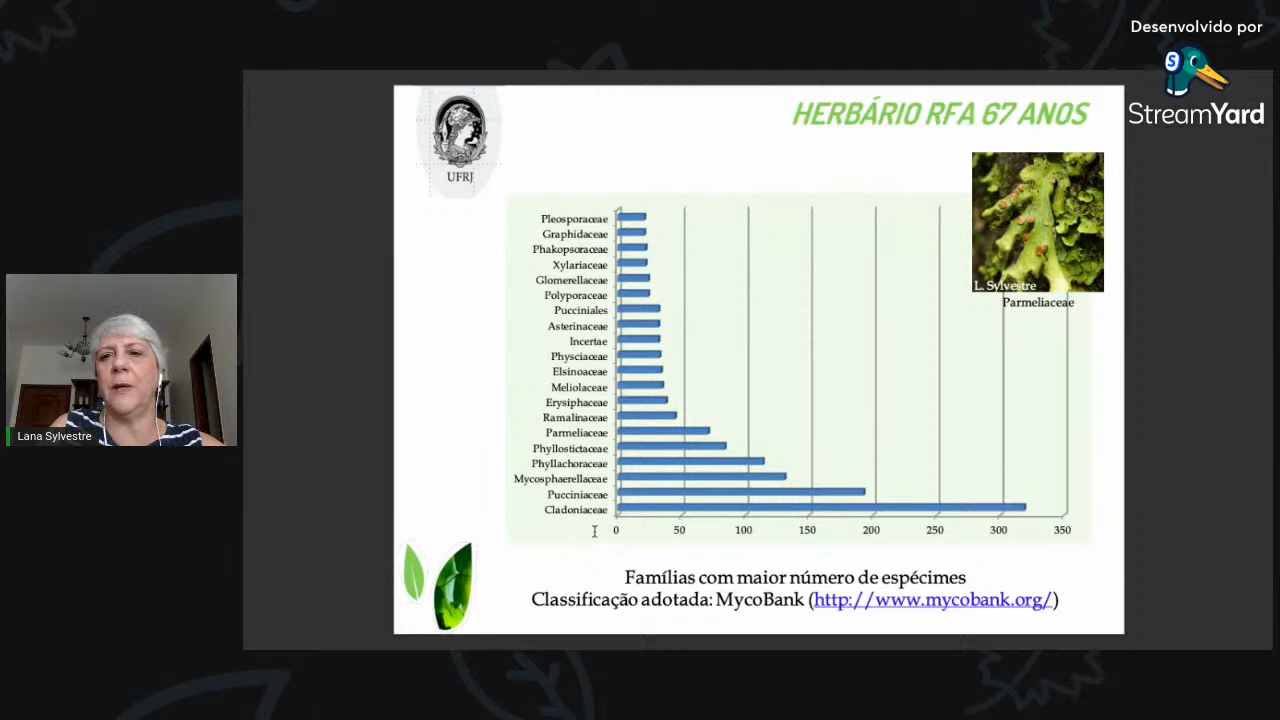 Desenvolvido por
S
StreamYard
HERBÁRIO RFA 67 ANOS
UFRJ
L. Sylvestre
Parmeliaceae
Pleosporaceae
Graphidaceae
Phakopsoraceae
Xylariaceae
Glomerellaceae
Polyporaceae
Pucciniales
Asterinaceae
Incertae
Physciaceae
Elsinoaceae
Meliolaceae
Erysiphaceae
Ramalinaceae
Parmeliaceae
Phyllostictaceae
Phyllachoraceae
Mycosphaerellaceae
Pucciniaceae
Cladoniaceae
0 50 100 150 200 250 300 350
Lana Sylvestre
Famílias com maior número de espécimes
Classificação adotada: MycoBank (http://www.mycobank.org/)